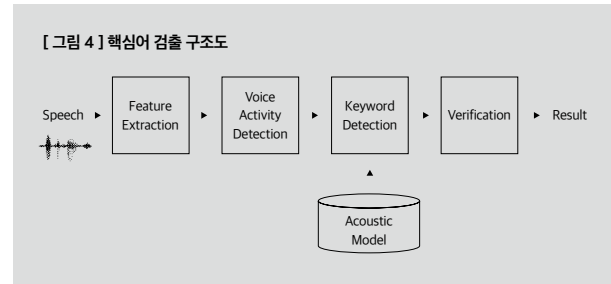 [ 그림 4 ] 핵심어 검출 구조도
Speech ▶
Feature
Extraction
▶
Voice
Activity
Detection
▶
Keyword
Detection
▶
Verification
▶ Result
▲
Acoustic
Model